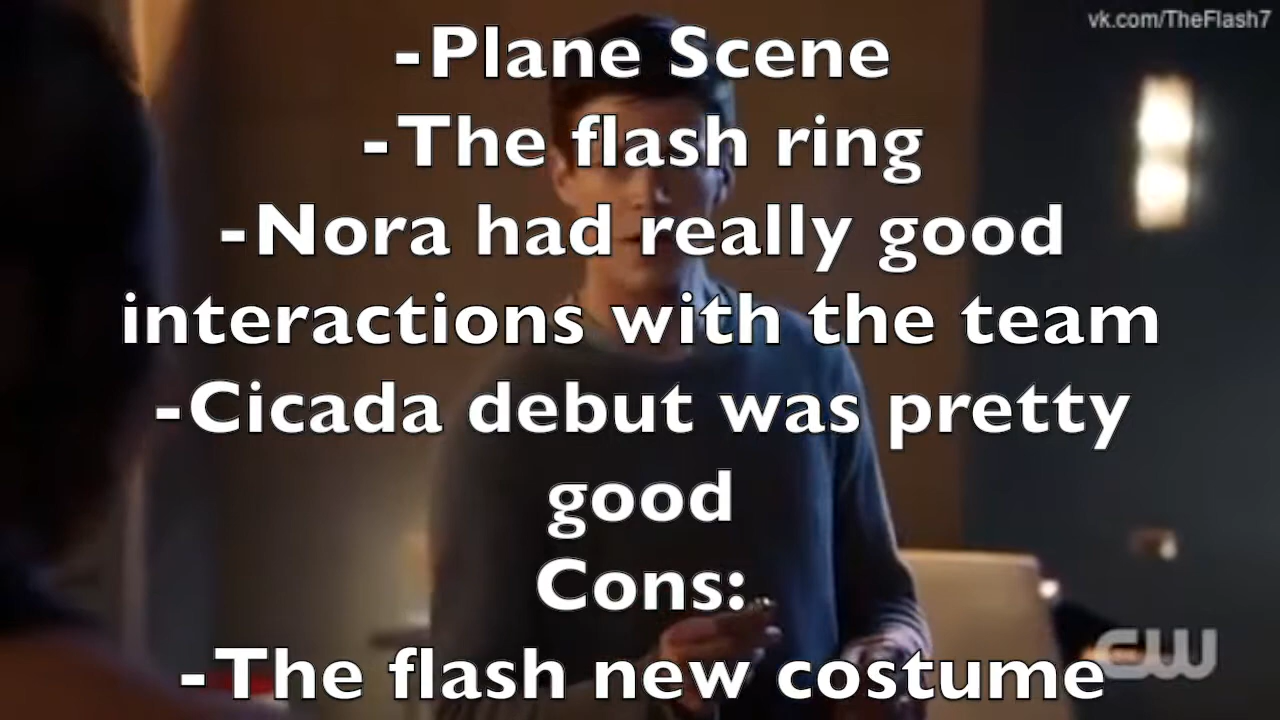 vk.com/TheFlash7
-Plane Scene
-The flash ring
-Nora had really good
interactions with the team
-Cicada debut was pretty
good
Cons:
-The flash new costume
CW